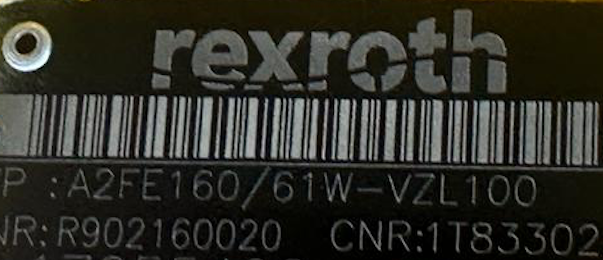 rexroth
P :A2FE160/61W-VZL100
NR:R902160020 CNR:1T83302